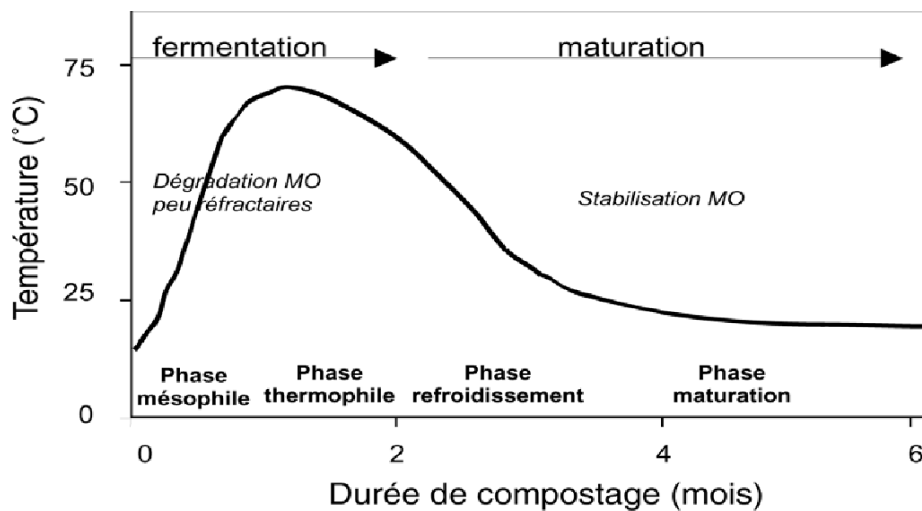 fermentation
maturation
75
Dégradation MO
peu réfractaires
50
Stabilisation MO
Température (°C)
25
Phase
mésophile
Phase
thermophile
Phase
refroidissement
Phase
maturation
0
0
2
4
6
Durée de compostage (mois)